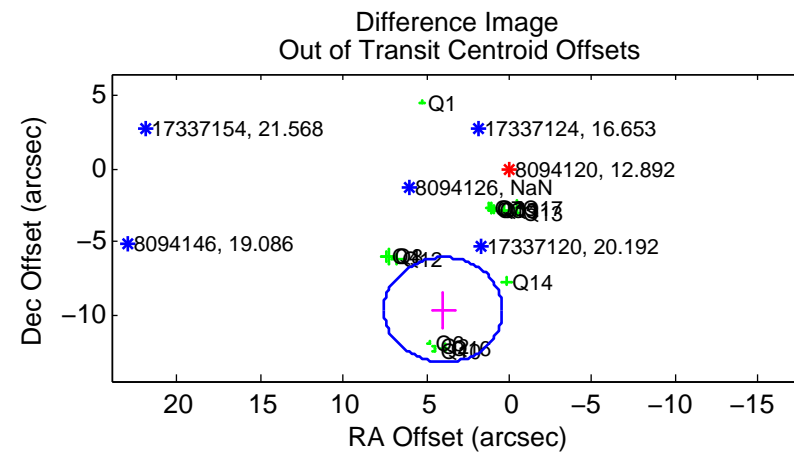 Difference Image
Out of Transit Centroid Offsets
Dec Offset (arcsec)
5
0
−5
−10
Q1
17337154, 21.568
17337124, 16.653
8094120, 12.892
8094126, NaN
Q13
8094146, 19.086
17337120, 20.192
Q12
Q14
20
15
10
5
0
−5
−10
−15
RA Offset (arcsec)